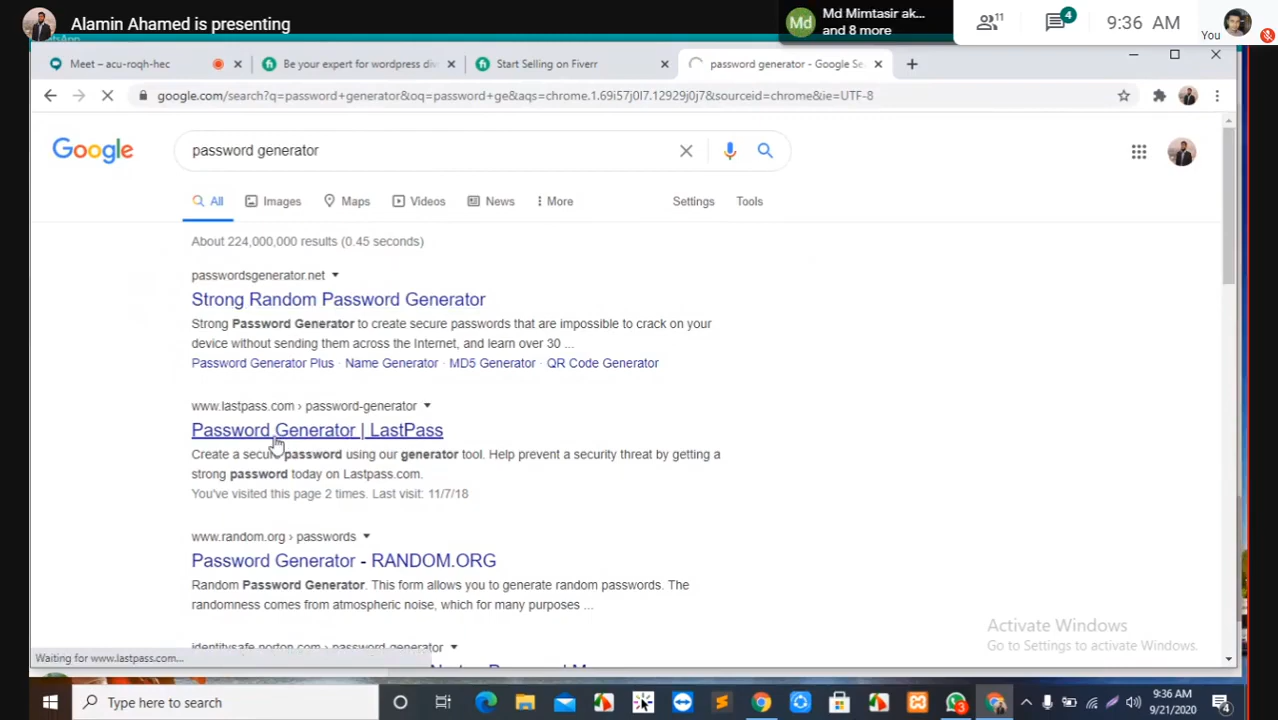 Alamin Ahamed is presenting
Md
Md Mimtasir ak...
and 8 more
11
4
9:36 AM
You
Meet – acu-roqh-hec
Be your expert for wordpress div
Start Selling on Fiverr
password generator - Google Se
google.com/search?q=password+generator&oq=password+ge&aqs=chrome.1.69i57j0l7.12929j0j7&sourceid=chrome&ie=UTF-8
Google
password generator
All
Images
Maps
Videos
News
More
Settings
Tools
About 224,000,000 results (0.45 seconds)
passwordsgenerator.net
Strong Random Password Generator
Strong Password Generator to create secure passwords that are impossible to crack on your
device without sending them across the Internet, and learn over 30 ...
Password Generator Plus · Name Generator · MD5 Generator · QR Code Generator
www.lastpass.com › password-generator
Password Generator | LastPass
Create a secure password using our generator tool. Help prevent a security threat by getting a
strong password today on Lastpass.com.
You've visited this page 2 times. Last visit: 11/7/18
www.random.org › passwords
Password Generator - RANDOM.ORG
Random Password Generator. This form allows you to generate random passwords. The
randomness comes from atmospheric noise, which for many purposes ...
identitysafe.norton.com › password-generator
Activate Windows
Go to Settings to activate Windows.
Waiting for www.lastpass.com...
Type here to search
3
9:36 AM
9/21/2020
4